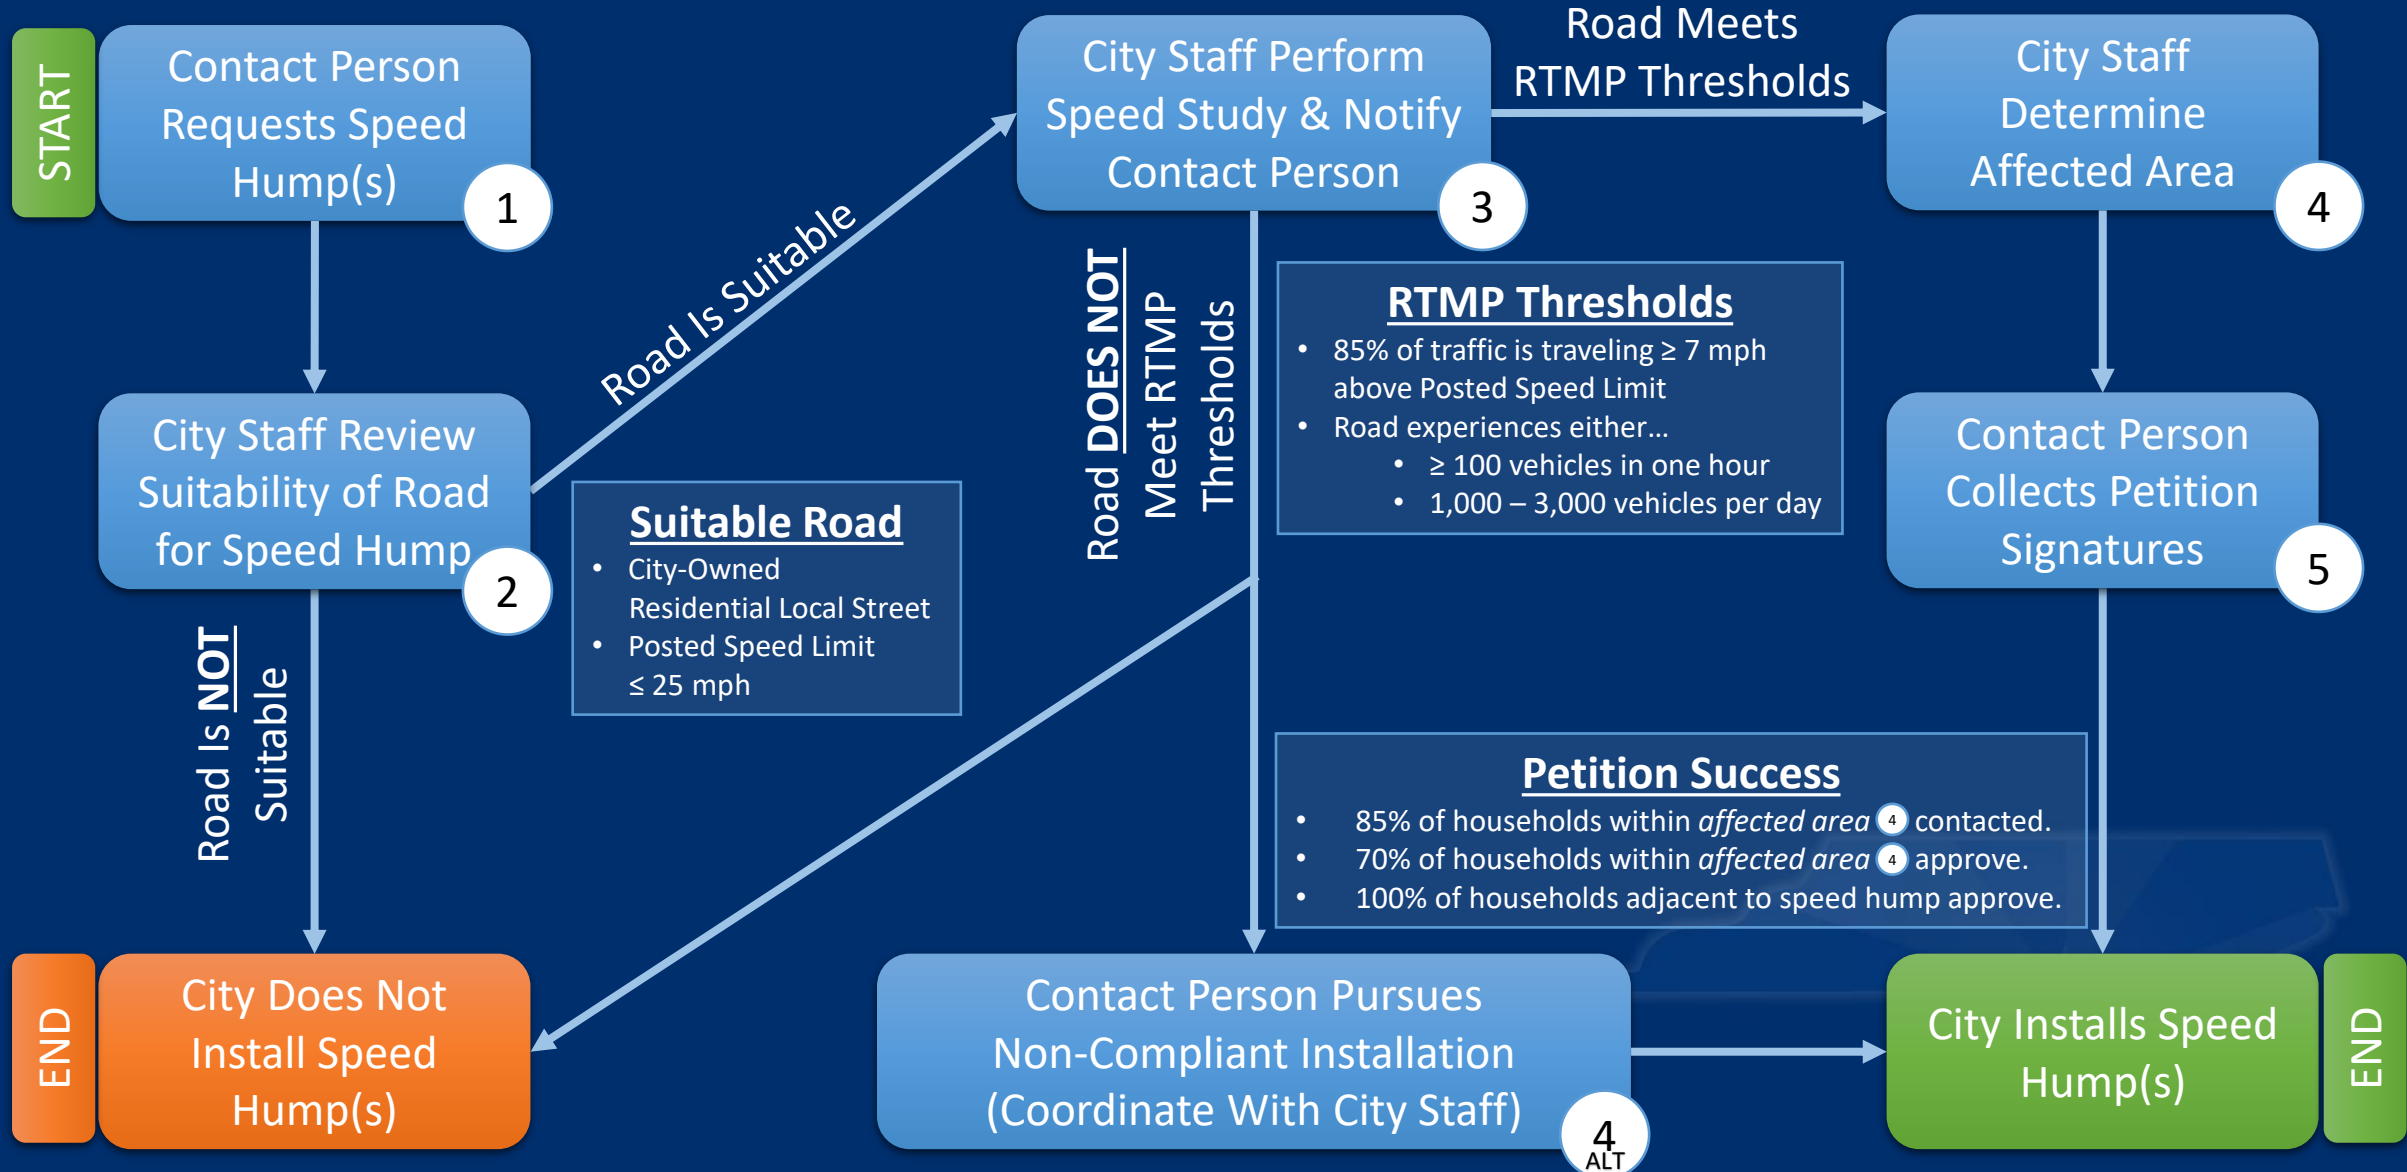 START
Contact Person
Requests Speed
Hump(s)
1
City Staff Review
Suitability of Road
for Speed Hump
2
Road Is Suitable
Suitable Road
• City-Owned
Residential Local Street
• Posted Speed Limit
≤ 25 mph
Road Is NOT
Suitable
END
City Does Not
Install Speed
Hump(s)
City Staff Perform
Speed Study & Notify
Contact Person
3
Road DOES NOT
Meet RTMP
Thresholds
Road Meets
RTMP Thresholds
RTMP Thresholds
• 85% of traffic is traveling ≥ 7 mph
above Posted Speed Limit
• Road experiences either…
• ≥ 100 vehicles in one hour
• 1,000 – 3,000 vehicles per day
City Staff
Determine
Affected Area
4
Contact Person
Collects Petition
Signatures
5
Petition Success
• 85% of households within affected area 4 contacted.
• 70% of households within affected area 4 approve.
• 100% of households adjacent to speed hump approve.
Contact Person Pursues
Non-Compliant Installation
(Coordinate With City Staff)
4
ALT
City Installs Speed
Hump(s)
END